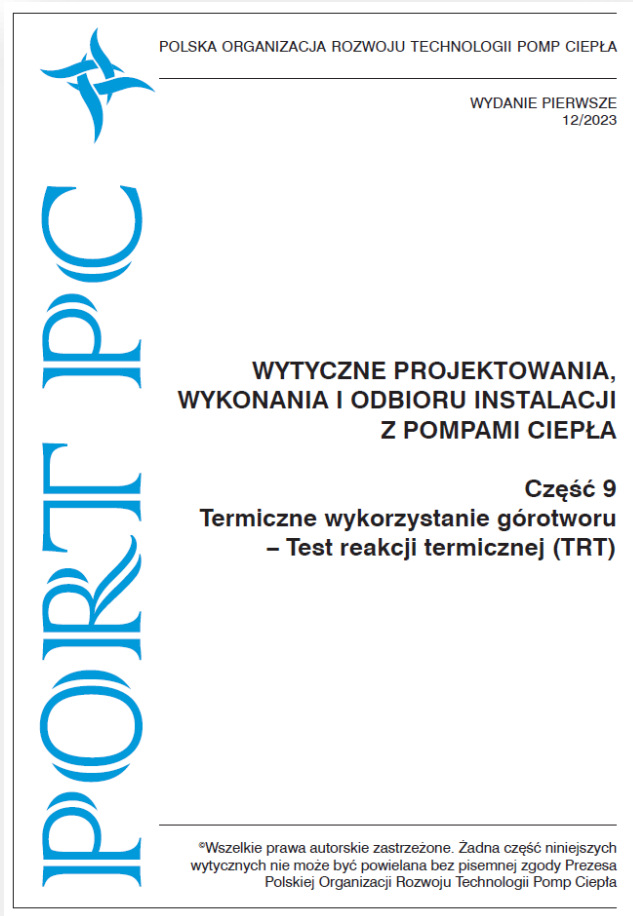 POLSKA ORGANIZACJA ROZWOJU TECHNOLOGII POMP CIEPŁA
WYDANIE PIERWSZE
12/2023
PORT PC
WYTYCZNE PROJEKTOWANIA,
WYKONANIA I ODBIORU INSTALACJI
Z POMPAMI CIEPŁA
Część 9
Termiczne wykorzystanie górotworu
– Test reakcji termicznej (TRT)
©Wszelkie prawa autorskie zastrzeżone. Żadna część niniejszych
wytycznych nie może być powielana bez pisemnej zgody Prezesa
Polskiej Organizacji Rozwoju Technologii Pomp Ciepła